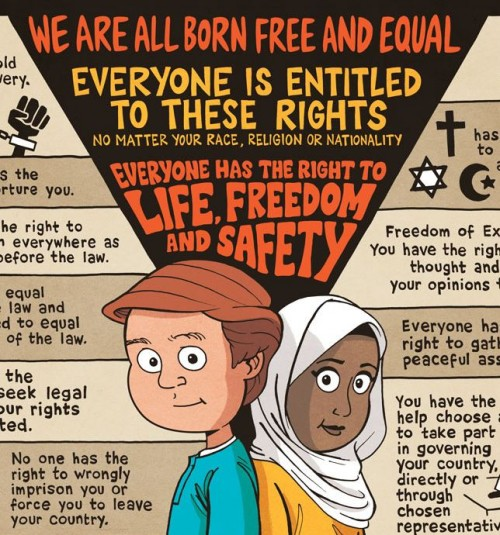 WE ARE ALL BORN FREE AND EQUAL
EVERYONE IS ENTITLED
TO THESE RIGHTS
NO MATTER YOUR RACE, RELIGION OR NATIONALITY
EVERYONE HAS THE RIGHT TO
LIFE, FREEDOM
AND SAFETY
s the
rture you.
he right to
n everywhere as
before the law.
equal
law and
ed to equal
of the law.
the
seek legal
our rights
ted.
No one has the
right to wrongly
imprison you or
force you to leave
your country.
has
to
Freedom of Ex
You have the righ
thought and
your opinions t
Everyone ha
right to gath
peaceful ass
You have the
help choose
to take part
in governing
your country,
directly or
through
chosen
representativ